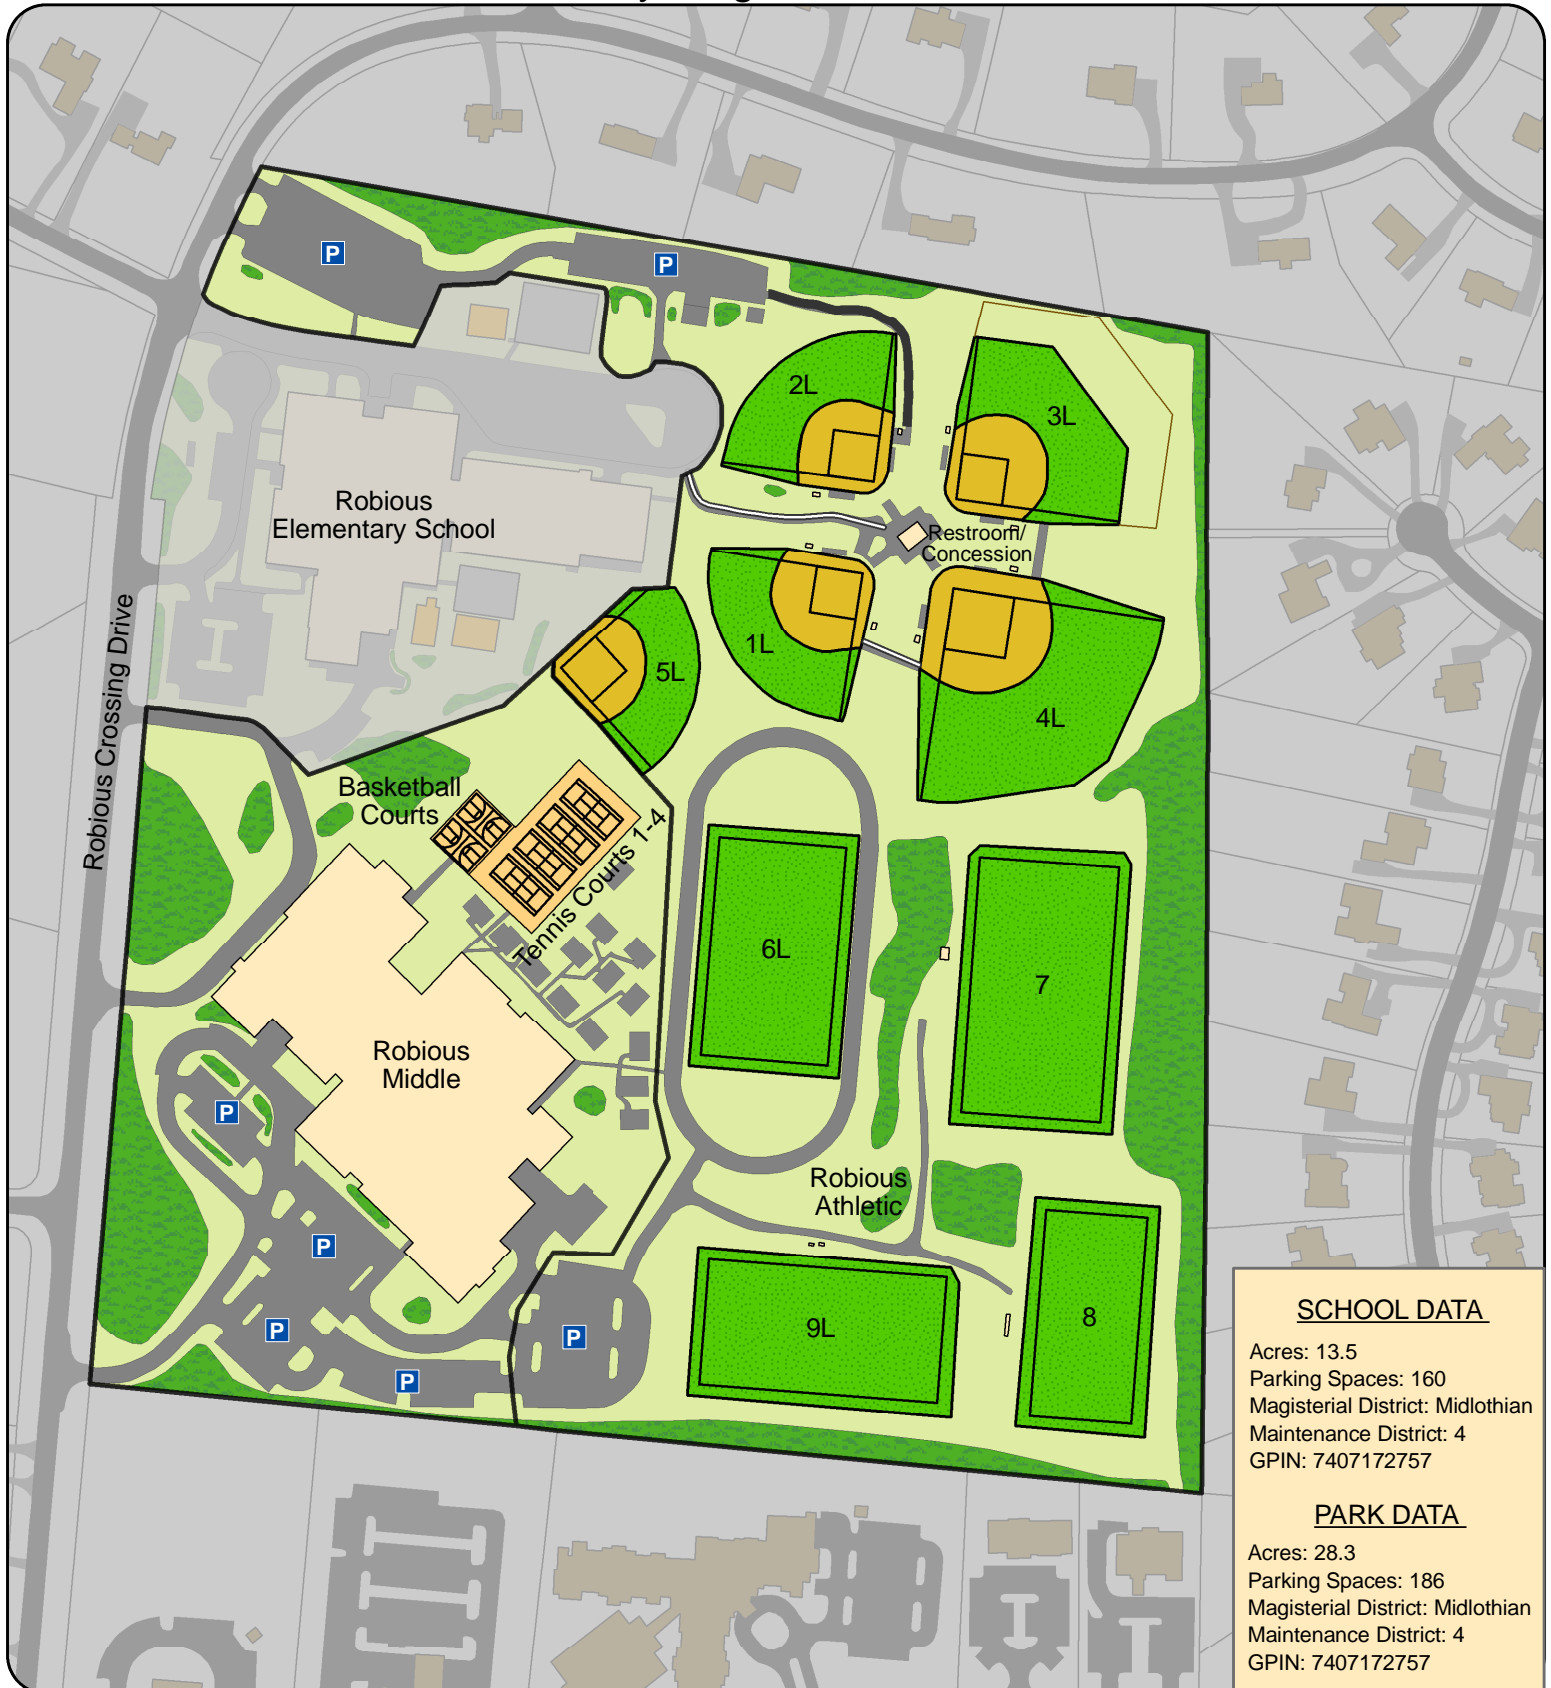 P
P
2L
3L
Robious
Elementary School
Restroom/
Concession
1L
5L
4L
Robious Crossing Drive
Basketball
Courts
Tennis Courts 1-4
6L
7
Robious
Middle
P
Robious
Athletic
P
P
P
P
9L
8
SCHOOL DATA
Acres: 13.5
Parking Spaces: 160
Magisterial District: Midlothian
Maintenance District: 4
GPIN: 7407172757
PARK DATA
Acres: 28.3
Parking Spaces: 186
Magisterial District: Midlothian
Maintenance District: 4
GPIN: 7407172757